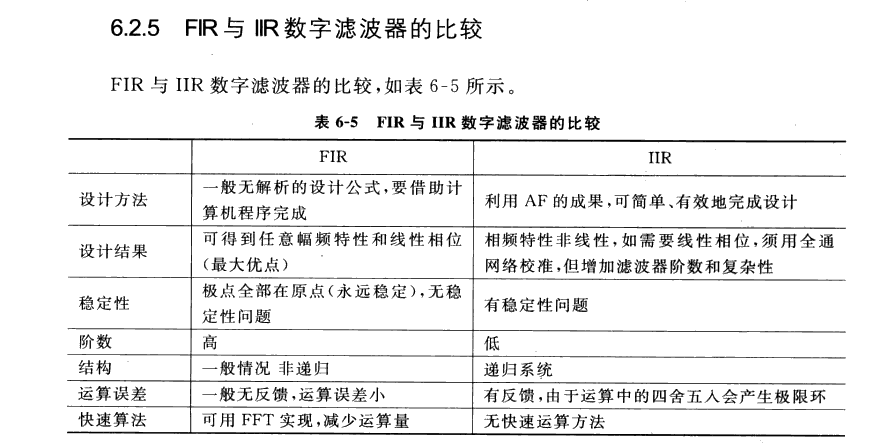 6.2.5 FIR与IIR数字滤波器的比较
FIR 与 IIR 数字滤波器的比较,如表 6-5 所示。
表 6-5 FIR 与 IIR 数字滤波器的比较
FIR IIR
设计方法 一般无解析的设计公式,要借助计算机程序完成 利用 AF 的成果,可简单、有效地完成设计
设计结果 可得到任意幅频特性和线性相位(最大优点) 相频特性非线性,如需要线性相位,须用全通网络校准,但增加滤波器阶数和复杂性
稳定性 极点全部在原点(永远稳定),无稳定性问题 有稳定性问题
阶数 高 低
结构 一般情况 非递归 递归系统
运算误差 一般无反馈,运算误差小 有反馈,由于运算中的四舍五入会产生极限环
快速算法 可用 FFT 实现,减少运算量 无快速运算方法